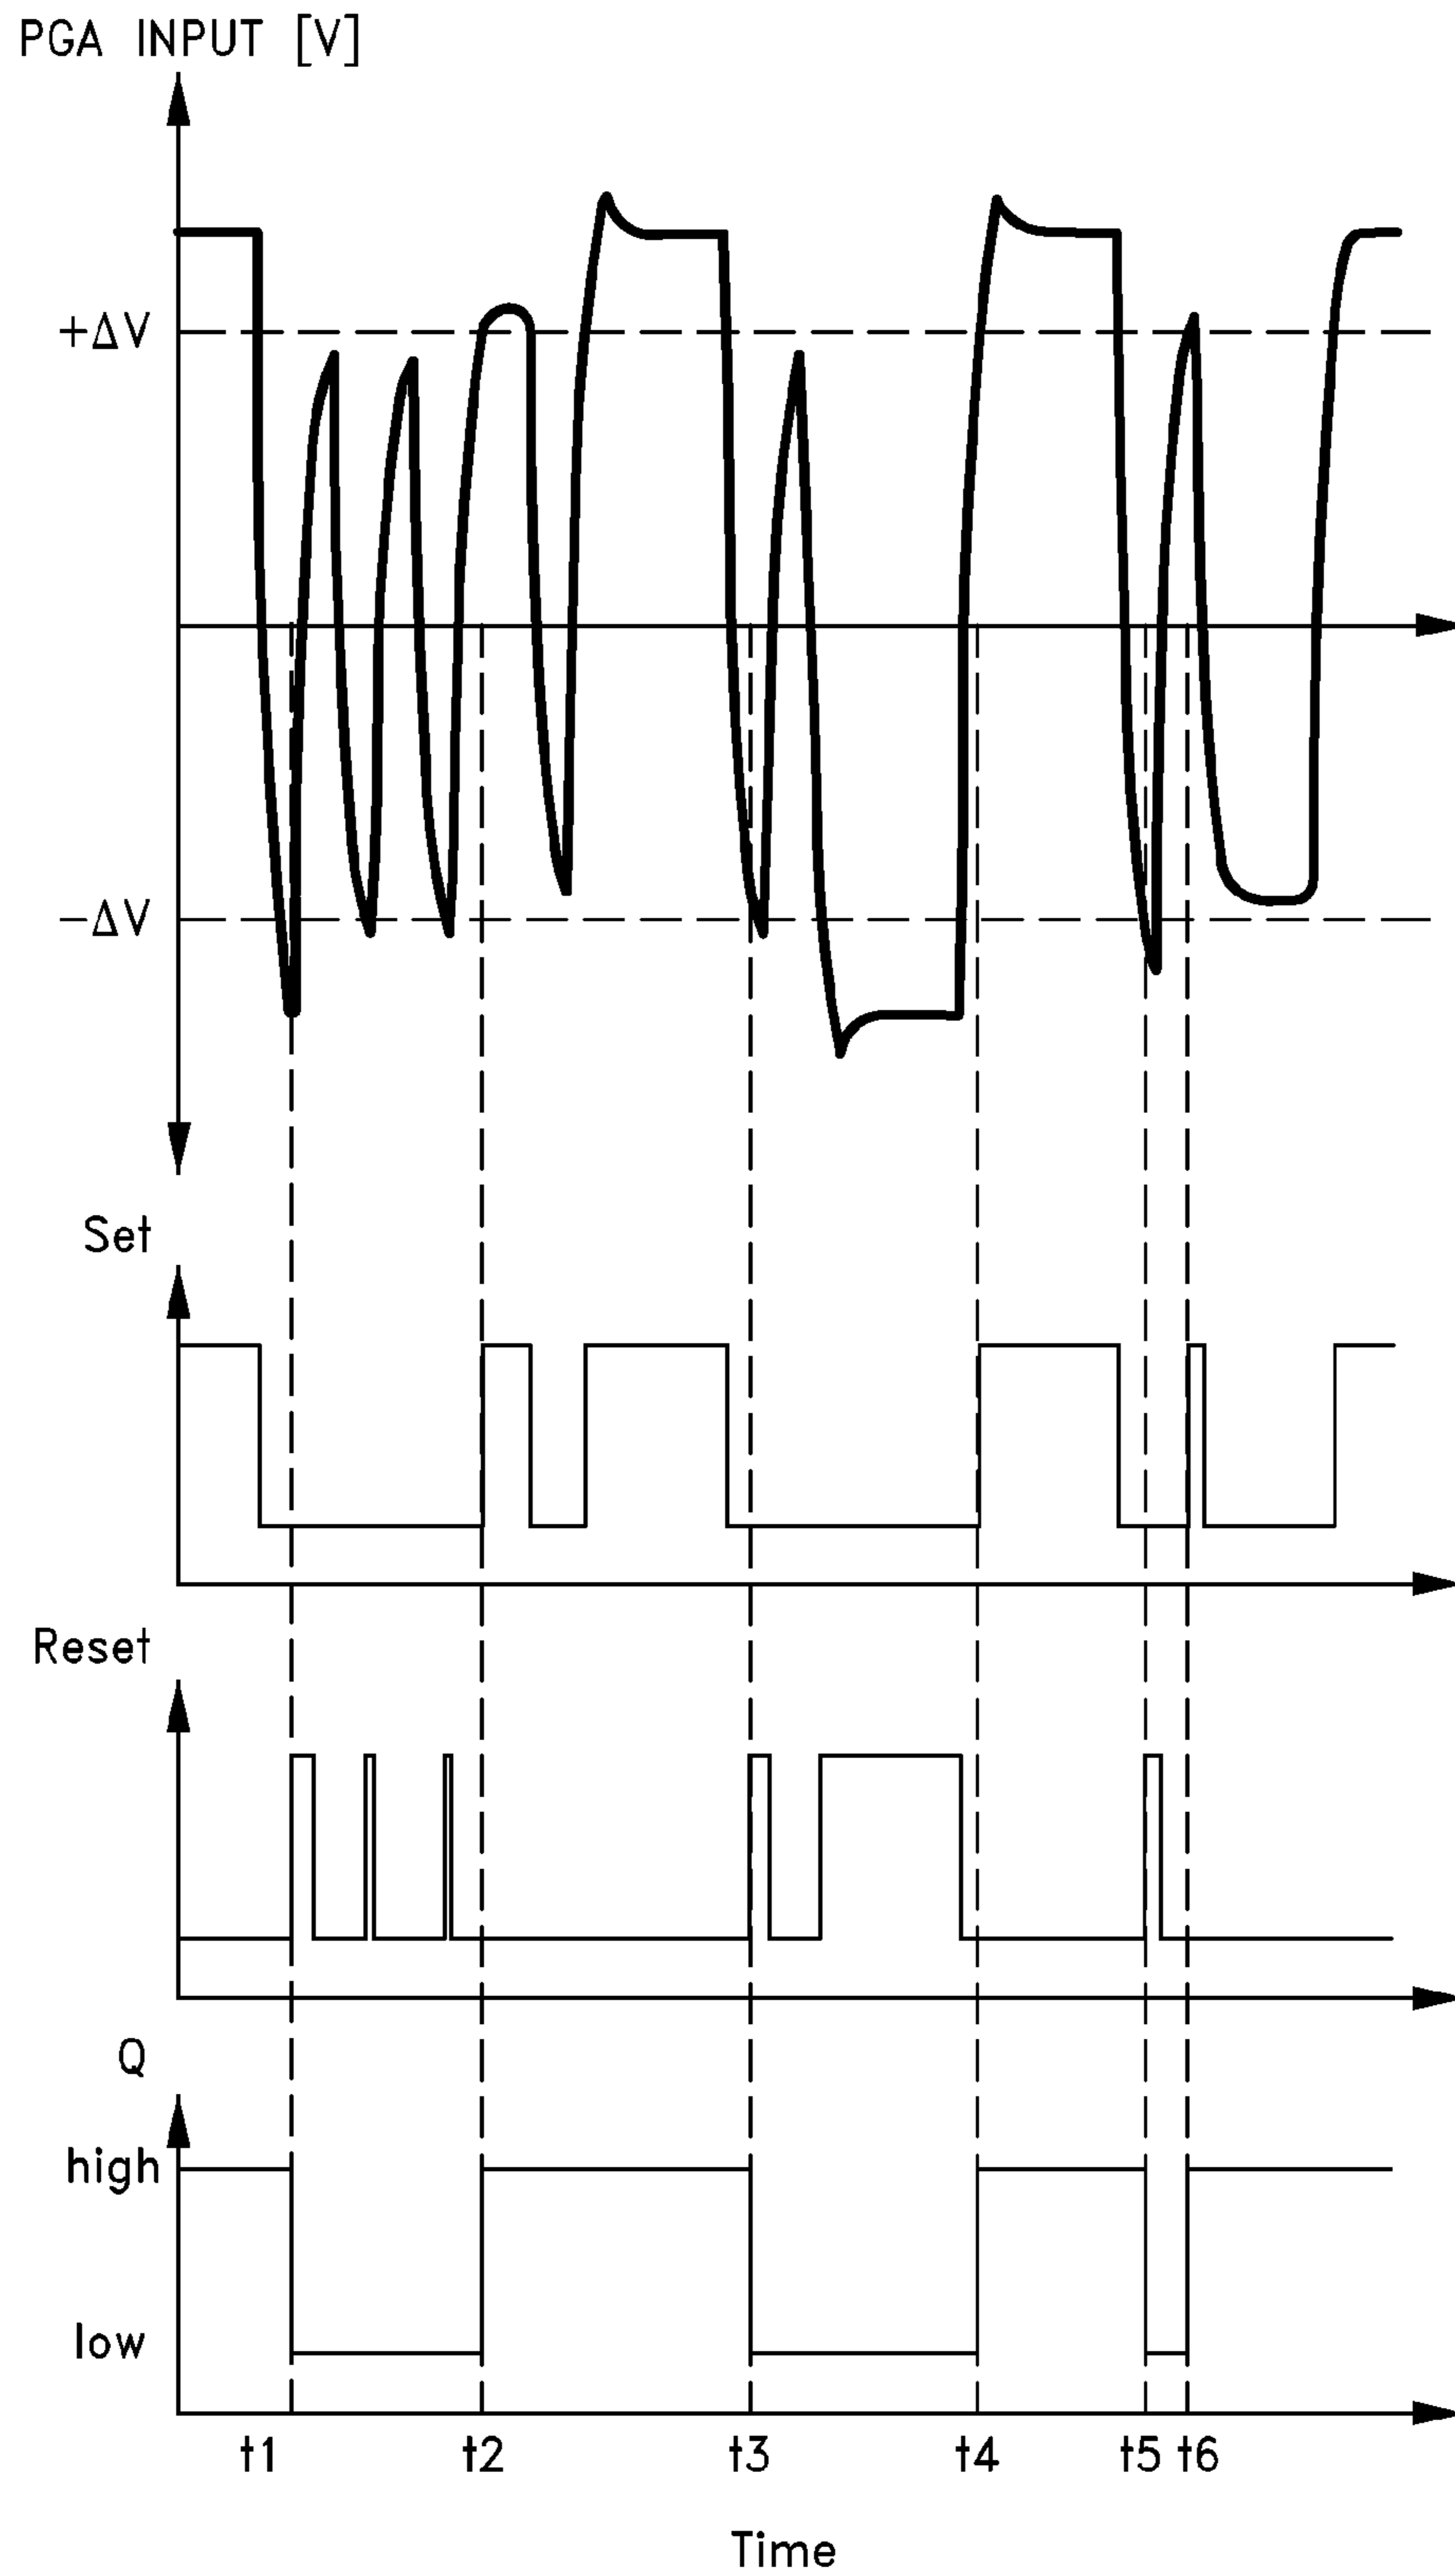 PGA INPUT [V]
+ΔV
−ΔV
Set
Reset
Q
high
low
t1 t2 t3 t4 t5 t6
Time